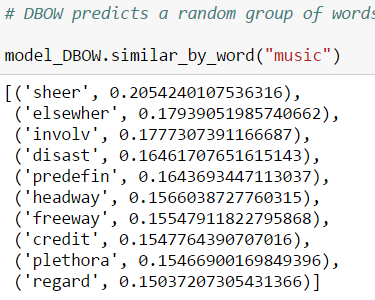 # DBOW predicts a random group of words
model_DBOW.similar_by_word("music")
[('sheer', 0.2054240107536316),
('elsewher', 0.17939051985740662),
('involv', 0.1777307391166687),
('disast', 0.16461707651615143),
('predefin', 0.1643693447113037),
('headway', 0.1566038727760315),
('freeway', 0.15547911822795868),
('credit', 0.1547764390707016),
('plethora', 0.15466900169849396),
('regard', 0.15037207305431366)]